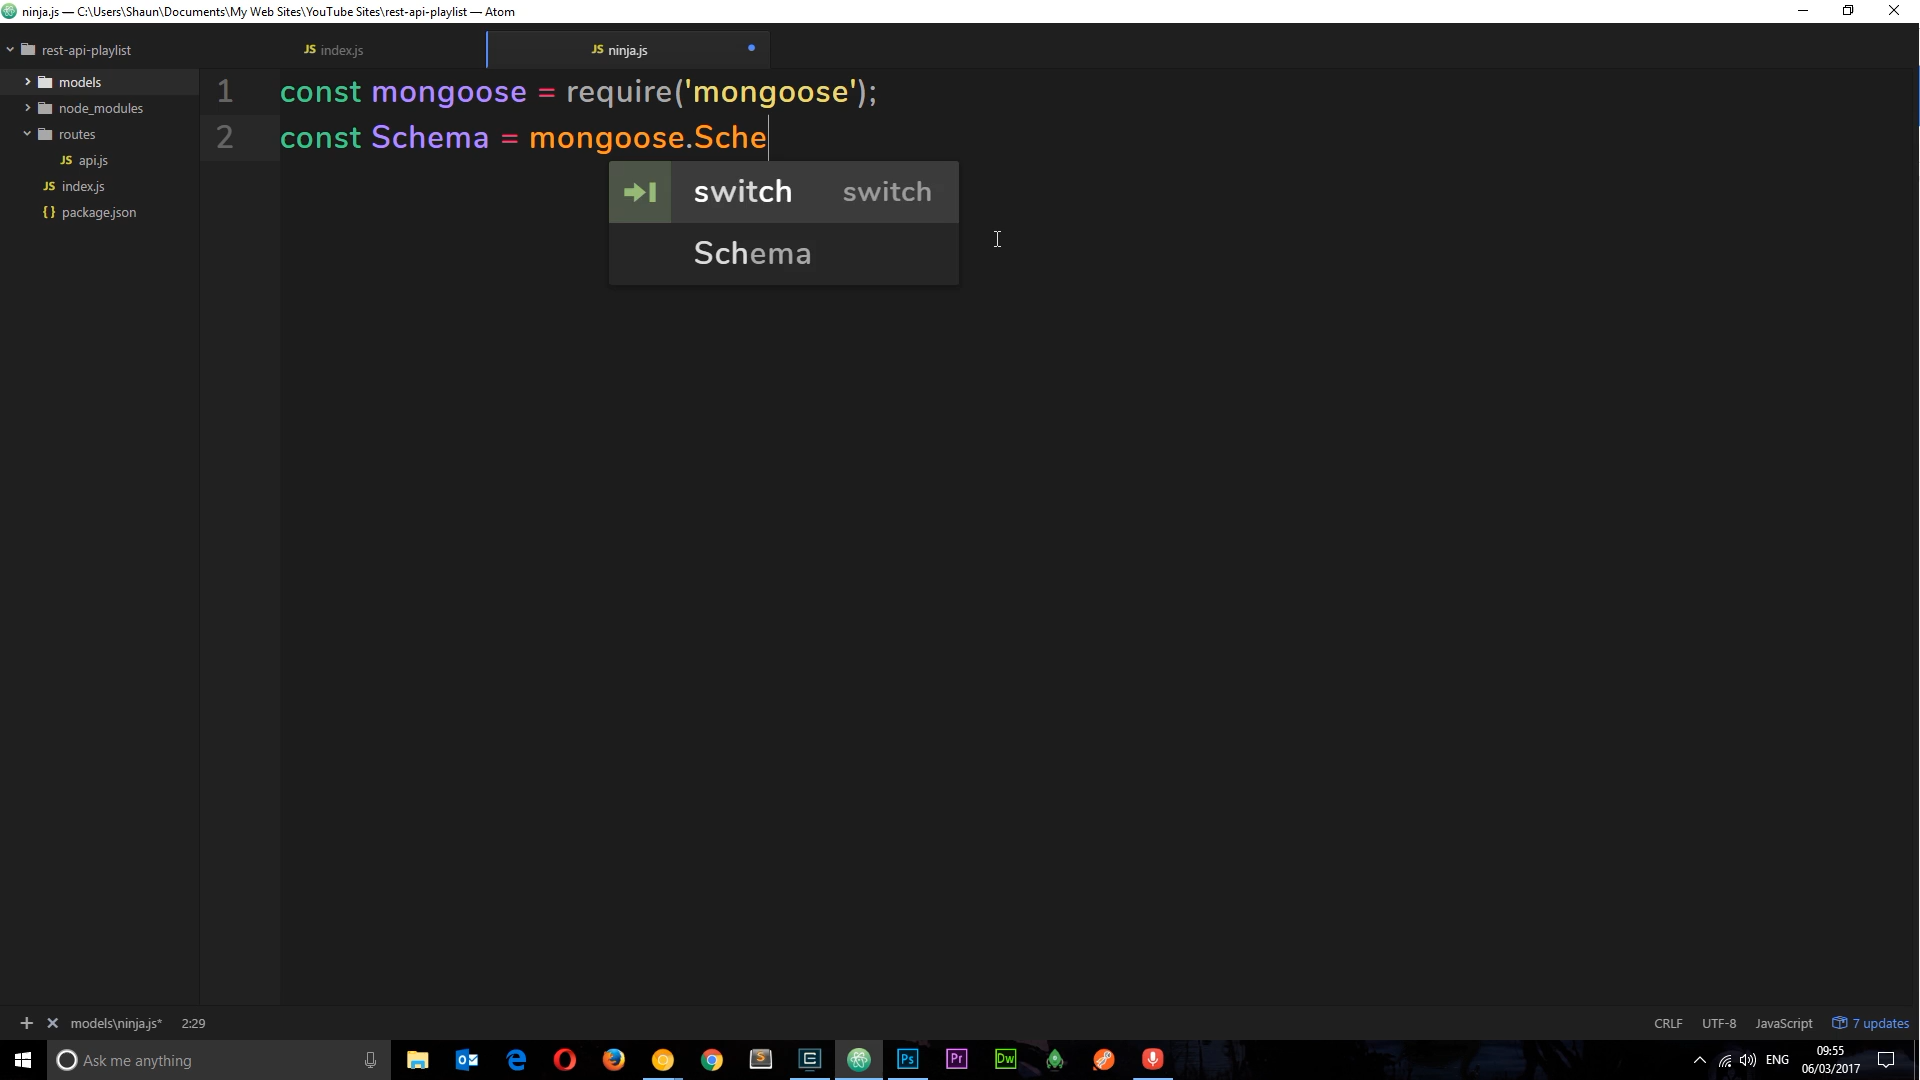 ninja.js — C:\Users\Shaun\Documents\My Web Sites\YouTube Sites\rest-api-playlist — Atom
rest-api-playlist
models
node_modules
routes
JS api.js
JS index.js
{} package.json
JS index.js
JS ninja.js
1 const mongoose = require('mongoose');
2 const Schema = mongoose.Sche
switch switch
Schema
models\ninja.js* 2:29
CRLF UTF-8 JavaScript 7 updates
Ask me anything
Ps Pr Dw
ENG
09:55
06/03/2017